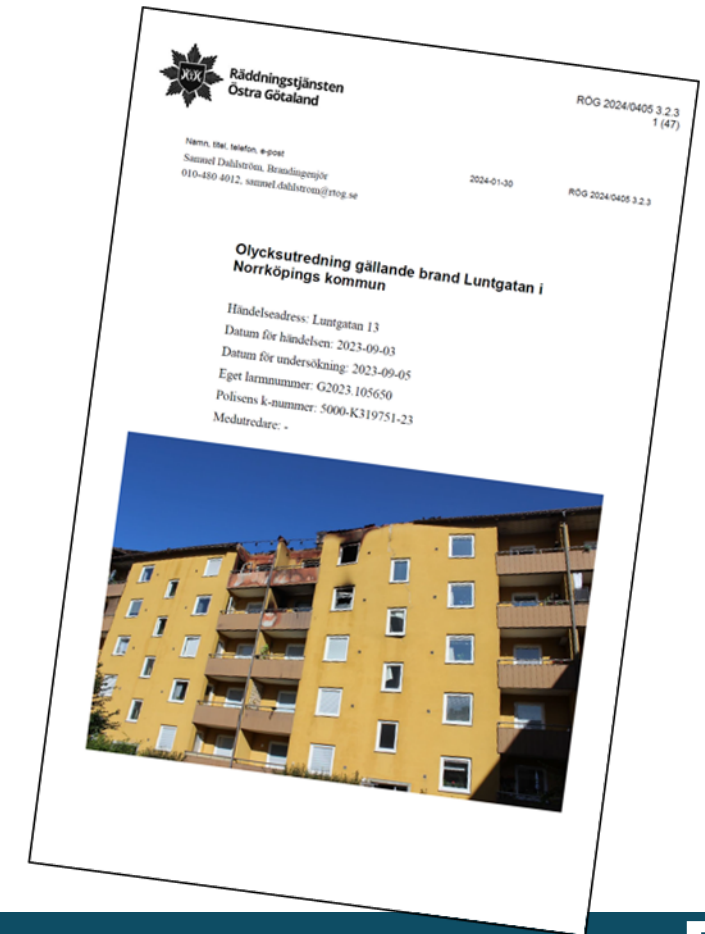 Räddningstjänsten
Östra Götaland
RÖG 2024/0405 3.2.3
1 (47)
Namn, titel, telefon, e-post
Samuel Dahlström, Brandingenjör
010-480 4012, samuel.dahlstrom@rtog.se
2024-01-30
RÖG 2024/0405 3.2.3
Olycksutredning gällande brand Luntgatan i
Norrköpings kommun
Händelseadress: Luntgatan 13
Datum för händelsen: 2023-09-03
Datum för undersökning: 2023-09-05
Eget larmnummer: G2023.105650
Polisens k-nummer: 5000-K319751-23
Medutredare: -